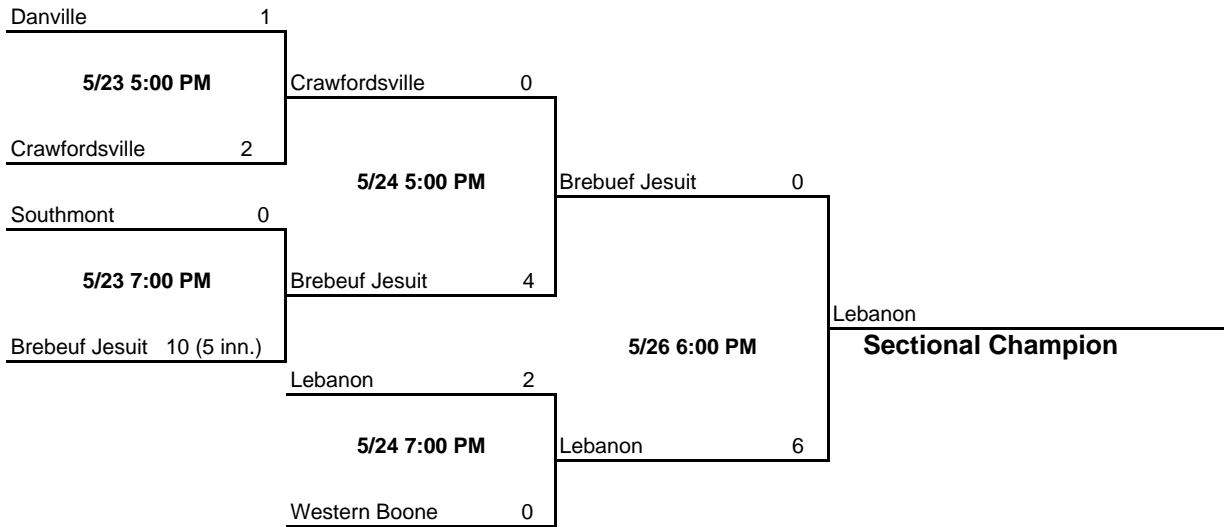 Danville 1
5/23 5:00 PM
Crawfordsville 0
Crawfordsville 2
5/24 5:00 PM
Brebuef Jesuit 0
Southmont 0
5/23 7:00 PM
Brebeuf Jesuit 4
Lebanon
Brebeuf Jesuit 10 (5 inn.)
5/26 6:00 PM
Sectional Champion
Lebanon 2
5/24 7:00 PM
Lebanon 6
Western Boone 0